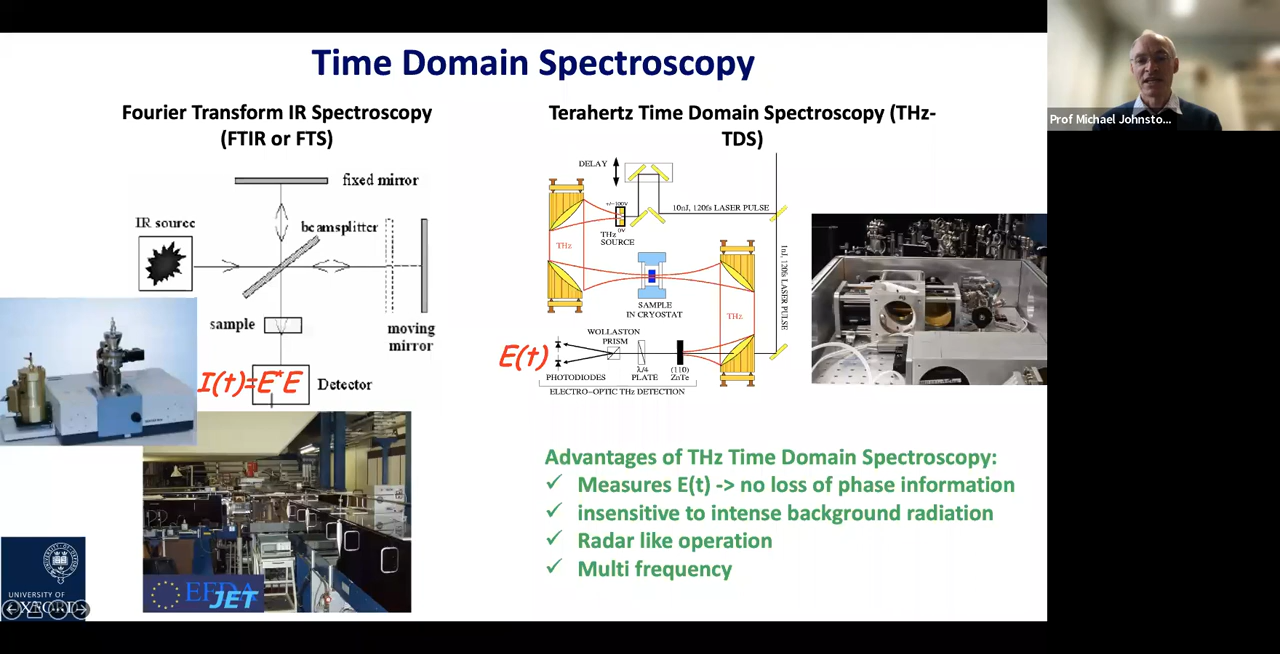 Time Domain Spectroscopy
Fourier Transform IR Spectroscopy
(FTIR or FTS)
fixed mirror
IR source
beamsplitter
sample
moving
mirror
I(t)=E*E
Detector
EFDA
JET
UNIVERSITY OF
OXFORD
Terahertz Time Domain Spectroscopy (THz-
TDS)
DELAY
+/-100V
10nJ, 120fs LASER PULSE
0V
THz
THz
SOURCE
1nJ, 120fs LASER PULSE
SAMPLE
IN CRYOSTAT
THz
WOLLASTON
PRISM
E(t)
λ/4
PLATE
(110)
ZnTe
PHOTODIODES
ELECTRO-OPTIC THz DETECTION
Advantages of THz Time Domain Spectroscopy:
✓ Measures E(t) -> no loss of phase information
✓ insensitive to intense background radiation
✓ Radar like operation
✓ Multi frequency
Prof Michael Johnsto...